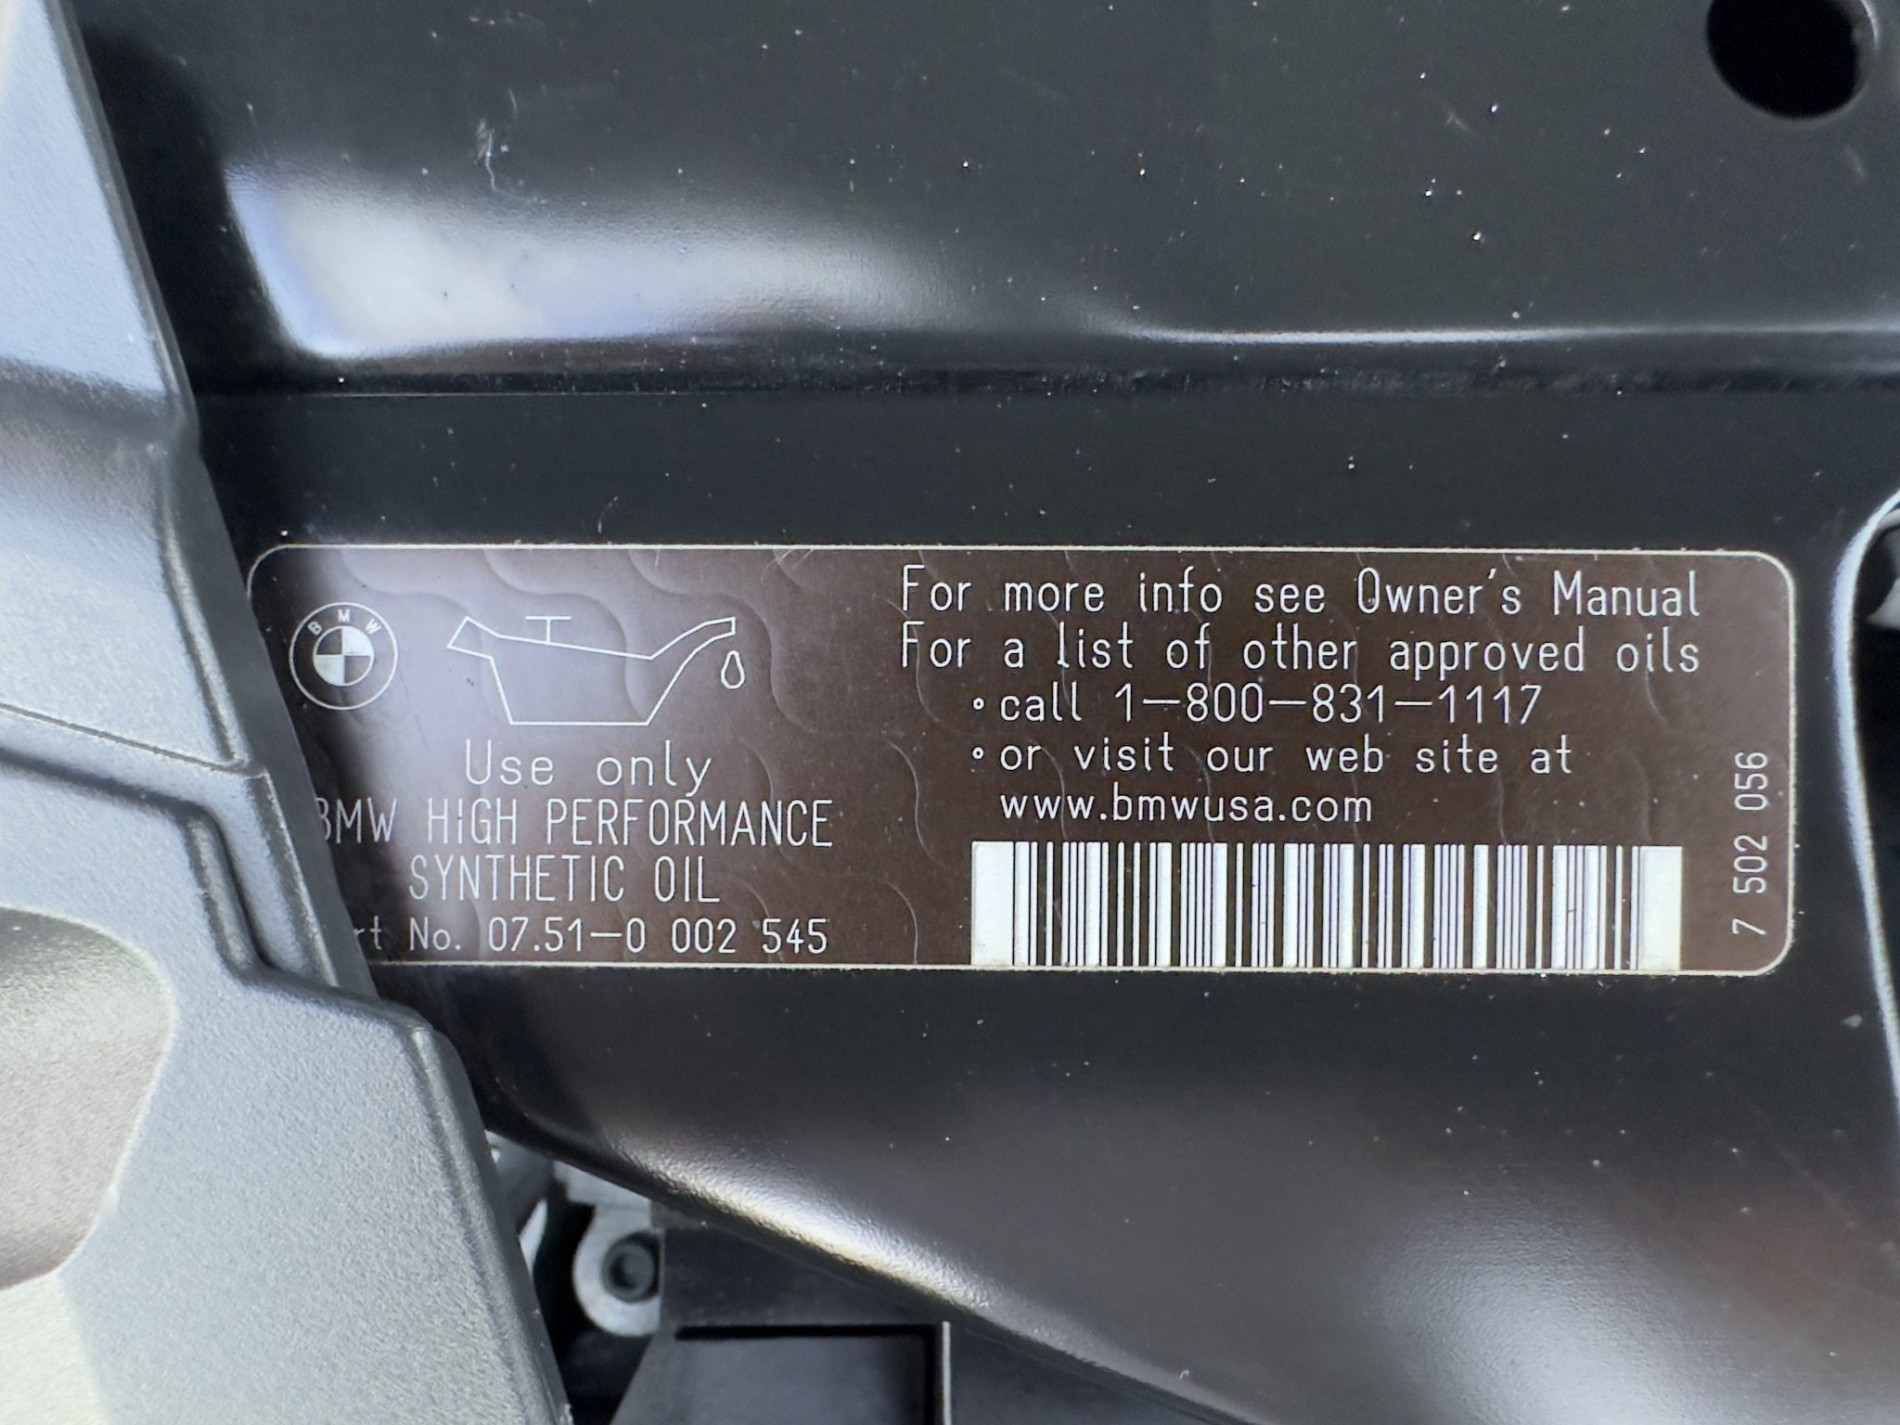 BMW
Use only
BMW HIGH PERFORMANCE
SYNTHETIC OIL
No. 07.51-0 002 545
For more info see Owner's Manual
For a list of other approved oils
• call 1-800-831-1117
• or visit our web site at
www.bmwusa.com
7 502 056